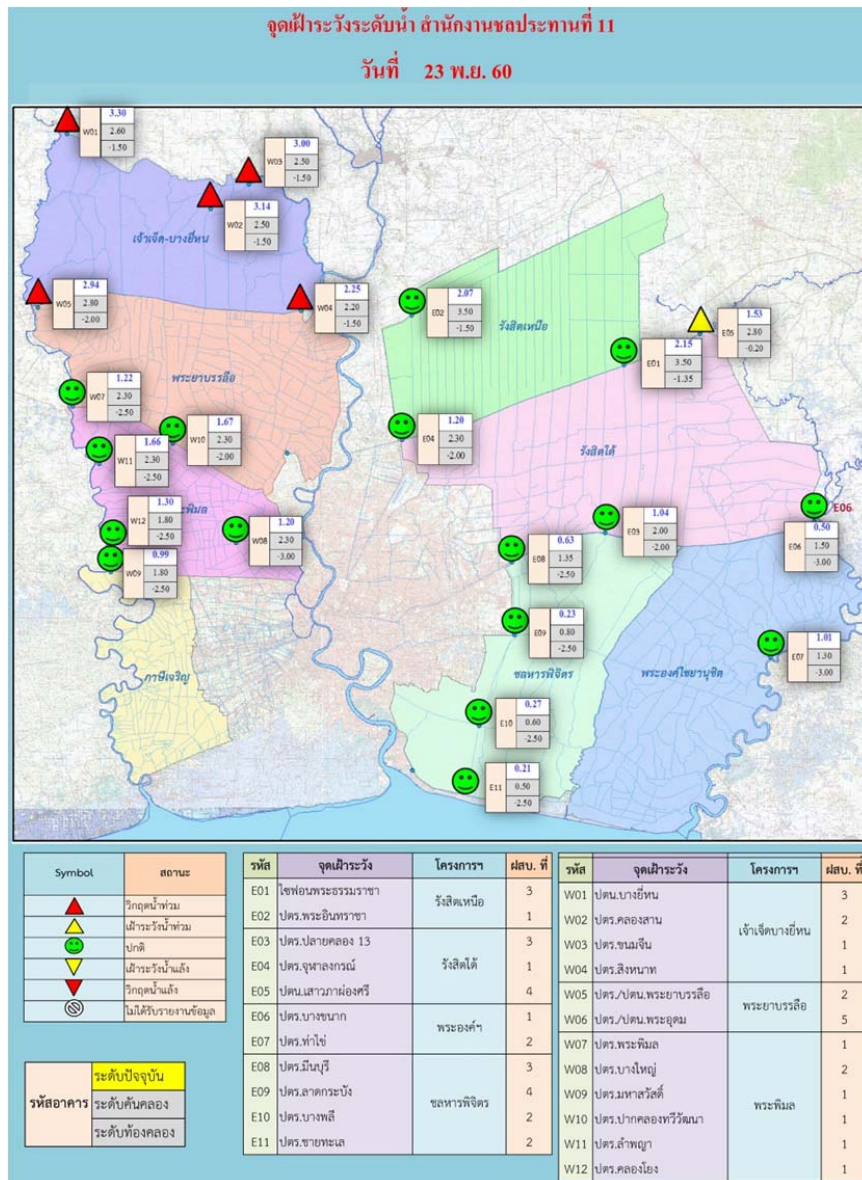 จุดเฝ้าระวังระดับน้ำ สำนักงานชลประทานที่ 11
วันที่ 23 พ.ย. 60
W01 3.30 2.60 -1.50
W03 3.00 2.50 -1.50
W02 3.14 2.50 -1.50
เจ้าเจ็ด-บางยี่หน
W05 2.94 2.80 -2.00
W04 2.25 2.20 -1.50
E02 2.07 3.50 -1.50
รังสิตเหนือ
E05 1.53 2.80 -0.20
E01 2.15 3.50 -1.35
พระยาบรรลือ
W07 1.22 2.30 -2.50
W10 1.67 2.30 -2.00
E04 1.20 2.30 -2.00
W11 1.66 2.30 -2.50
รังสิตใต้
พิมล
W12 1.30 1.80 -2.50
W08 1.20 2.30 -3.00
E03 1.04 2.00 -2.00
E06
E06 0.50 1.50 -3.00
W09 0.99 1.80 -2.50
E08 0.63 1.35 -2.50
E09 0.23 0.80 -2.50
E07 1.01 1.30 -3.00
ภาษีเจริญ
ชลหารพิจิตร
พระองค์ไชยานุชิต
E10 0.27 0.60 -2.50
E11 0.21 0.50 -2.50
Symbol สถานะ
วิกฤตน้ำท่วม
เฝ้าระวังน้ำท่วม
ปกติ
เฝ้าระวังน้ำแล้ง
วิกฤตน้ำแล้ง
ไม่ได้รับรายงานข้อมูล
รหัสอาคาร
ระดับปัจจุบัน
ระดับคันคลอง
ระดับท้องคลอง
รหัส จุดเฝ้าระวัง โครงการฯ ฝสบ. ที่
E01 ไซฟอนพระธรรมราชา รังสิตเหนือ 3
E02 ปตร.พระอินทราชา 1
E03 ปตร.ปลายคลอง 13 รังสิตใต้ 3
E04 ปตร.จุฬาลงกรณ์ 1
E05 ปตน.เสาวภาผ่องศรี 4
E06 ปตร.บางขนาก พระองค์ฯ 1
E07 ปตร.ท่าไข่ 2
E08 ปตร.มีนบุรี ชลหารพิจิตร 3
E09 ปตร.ลาดกระบัง 4
E10 ปตร.บางพลี 2
E11 ปตร.ชายทะเล 2
รหัส จุดเฝ้าระวัง โครงการฯ ฝสบ. ที่
W01 ปตน.บางยี่หน เจ้าเจ็ดบางยี่หน 3
W02 ปตร.คลองสาน 2
W03 ปตร.ขนมจีน 1
W04 ปตร.สิงหนาท 1
W05 ปตร./ปตน.พระยาบรรลือ พระยาบรรลือ 2
W06 ปตร./ปตน.พระอุดม 5
W07 ปตร.พระพิมล พระพิมล 1
W08 ปตร.บางใหญ่ 2
W09 ปตร.มหาสวัสดิ์ 1
W10 ปตร.ปากคลองทวีวัฒนา 1
W11 ปตร.ลำพญา 1
W12 ปตร.คลองโยง 1